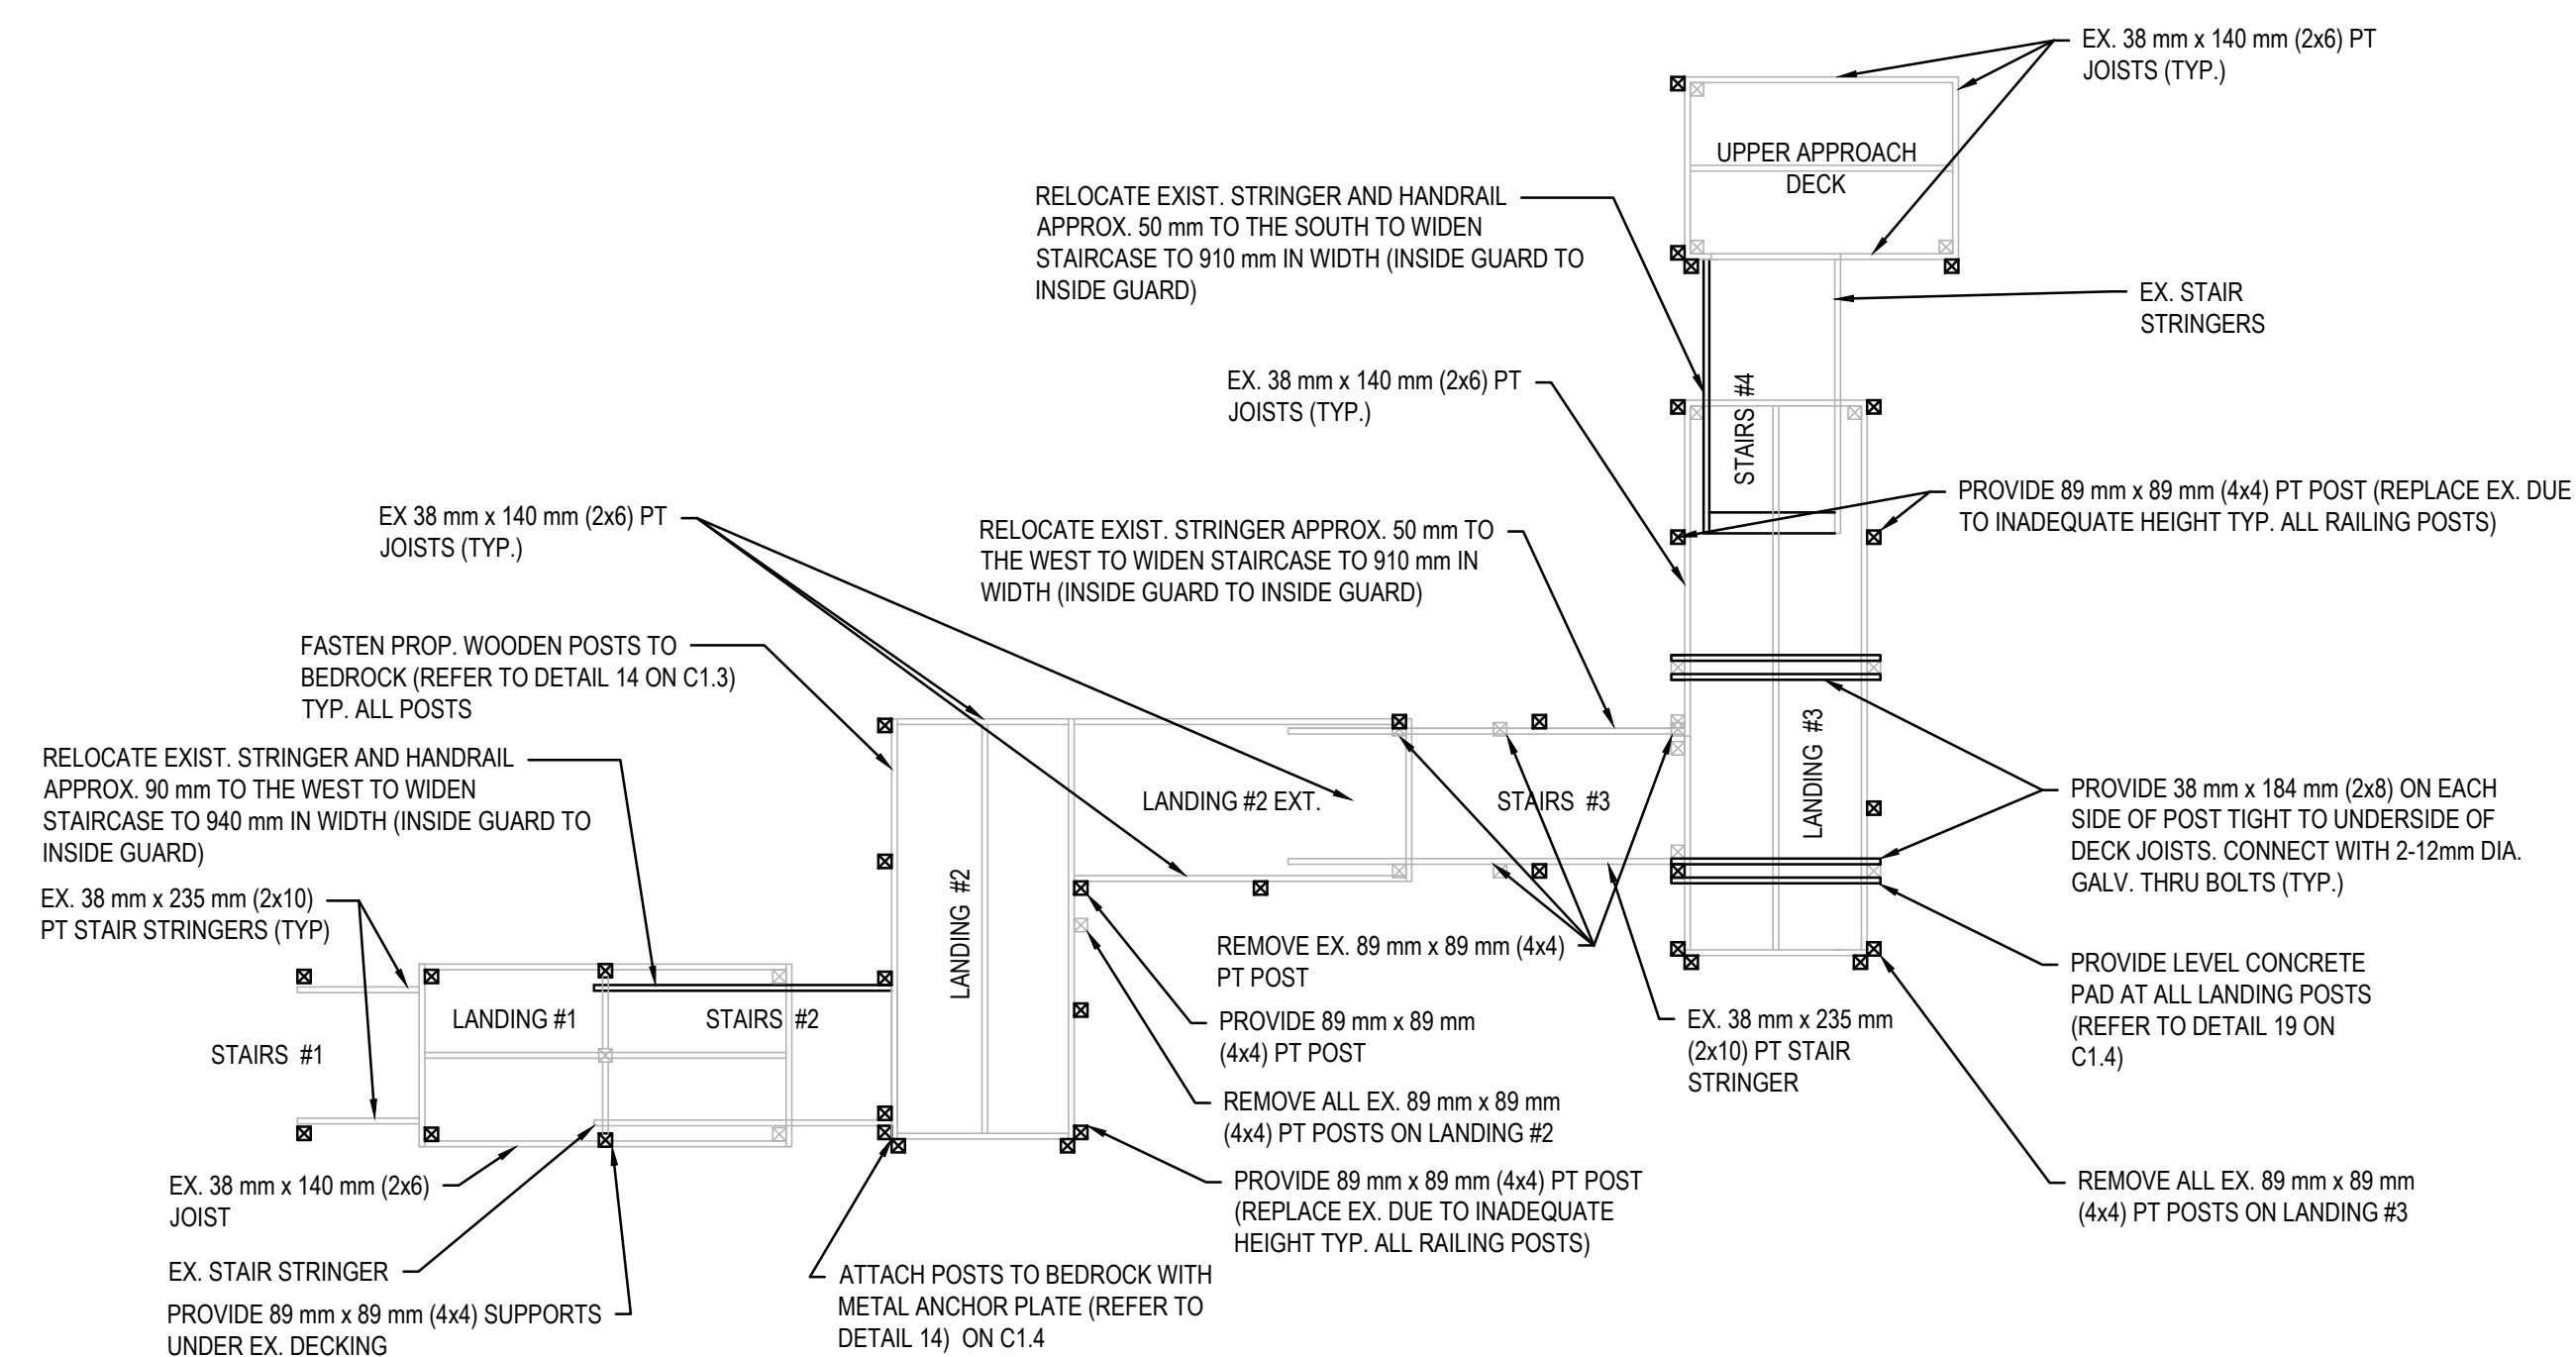 EX. 38 mm x 140 mm (2x6) PT
JOISTS (TYP.)
UPPER APPROACH
DECK
RELOCATE EXIST. STRINGER AND HANDRAIL
APPROX. 50 mm TO THE SOUTH TO WIDEN
STAIRCASE TO 910 mm IN WIDTH (INSIDE GUARD TO
INSIDE GUARD)
EX. STAIR
STRINGERS
EX. 38 mm x 140 mm (2x6) PT
JOISTS (TYP.)
STAIRS #4
PROVIDE 89 mm x 89 mm (4x4) PT POST (REPLACE EX. DUE
TO INADEQUATE HEIGHT TYP. ALL RAILING POSTS)
EX 38 mm x 140 mm (2x6) PT
JOISTS (TYP.)
RELOCATE EXIST. STRINGER APPROX. 50 mm TO
THE WEST TO WIDEN STAIRCASE TO 910 mm IN
WIDTH (INSIDE GUARD TO INSIDE GUARD)
FASTEN PROP. WOODEN POSTS TO
BEDROCK (REFER TO DETAIL 14 ON C1.3)
TYP. ALL POSTS
RELOCATE EXIST. STRINGER AND HANDRAIL
APPROX. 90 mm TO THE WEST TO WIDEN
STAIRCASE TO 940 mm IN WIDTH (INSIDE GUARD TO
INSIDE GUARD)
LANDING #2 EXT.
STAIRS #3
LANDING #3
PROVIDE 38 mm x 184 mm (2x8) ON EACH
SIDE OF POST TIGHT TO UNDERSIDE OF
DECK JOISTS. CONNECT WITH 2-12mm DIA.
GALV. THRU BOLTS (TYP.)
EX. 38 mm x 235 mm (2x10)
PT STAIR STRINGERS (TYP)
LANDING #2
REMOVE EX. 89 mm x 89 mm (4x4)
PT POST
PROVIDE LEVEL CONCRETE
PAD AT ALL LANDING POSTS
(REFER TO DETAIL 19 ON
C1.4)
LANDING #1
STAIRS #2
STAIRS #1
PROVIDE 89 mm x 89 mm
(4x4) PT POST
EX. 38 mm x 235 mm
(2x10) PT STAIR
STRINGER
REMOVE ALL EX. 89 mm x 89 mm
(4x4) PT POSTS ON LANDING #2
EX. 38 mm x 140 mm (2x6)
JOIST
PROVIDE 89 mm x 89 mm (4x4) PT POST
(REPLACE EX. DUE TO INADEQUATE
HEIGHT TYP. ALL RAILING POSTS)
REMOVE ALL EX. 89 mm x 89 mm
(4x4) PT POSTS ON LANDING #3
EX. STAIR STRINGER
ATTACH POSTS TO BEDROCK WITH
METAL ANCHOR PLATE (REFER TO
DETAIL 14) ON C1.4
PROVIDE 89 mm x 89 mm (4x4) SUPPORTS
UNDER EX. DECKING